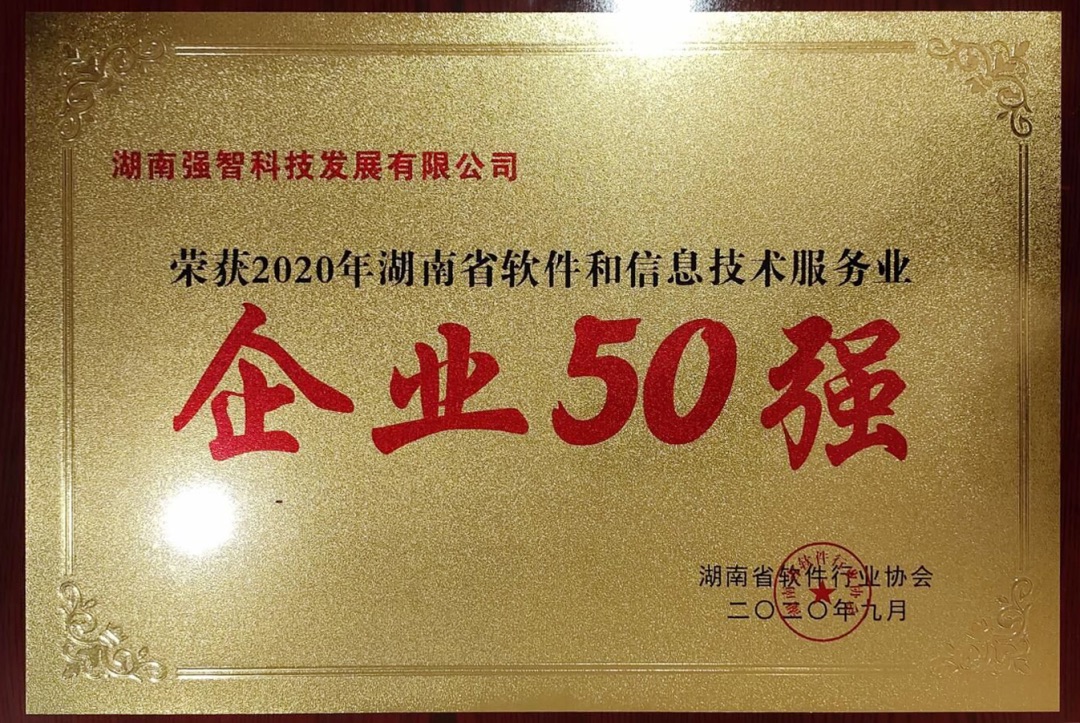 湖南强智科技发展有限公司
荣获2020年湖南省软件和信息技术服务业
企业50强
湖南省软件行业协会
二〇二〇年九月